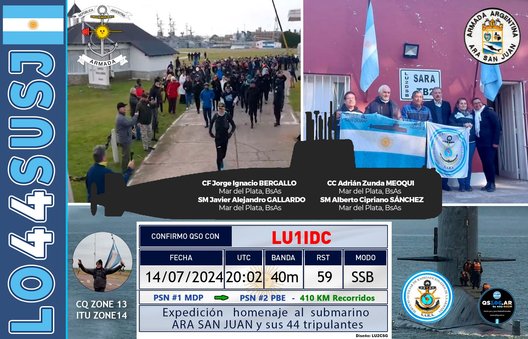 LO44SUSJ
ARMADA
ARMADA ARGENTINA
ARA SAN JUAN
SARA
CF Jorge Ignacio BERGALLO
Mar del Plata, BsAs
SM Javier Alejandro GALLARDO
Mar del Plata, BsAs
CC Adrián Zunda MEOQUI
Mar del Plata, BsAs
SM Alberto Cipriano SÁNCHEZ
Mar del Plata, BsAs
CONFIRMO QSO CON LU1IDC
FECHA UTC BANDA RST MODO
14/07/2024 20:02 40m 59 SSB
PSN #1 MDP PSN #2 PBE - 410 KM Recorridos
Expedición homenaje al submarino
ARA SAN JUAN y sus 44 tripulantes
Diseño: LU2CSG
CQ ZONE 13
ITU ZONE14
QSLOG.AR